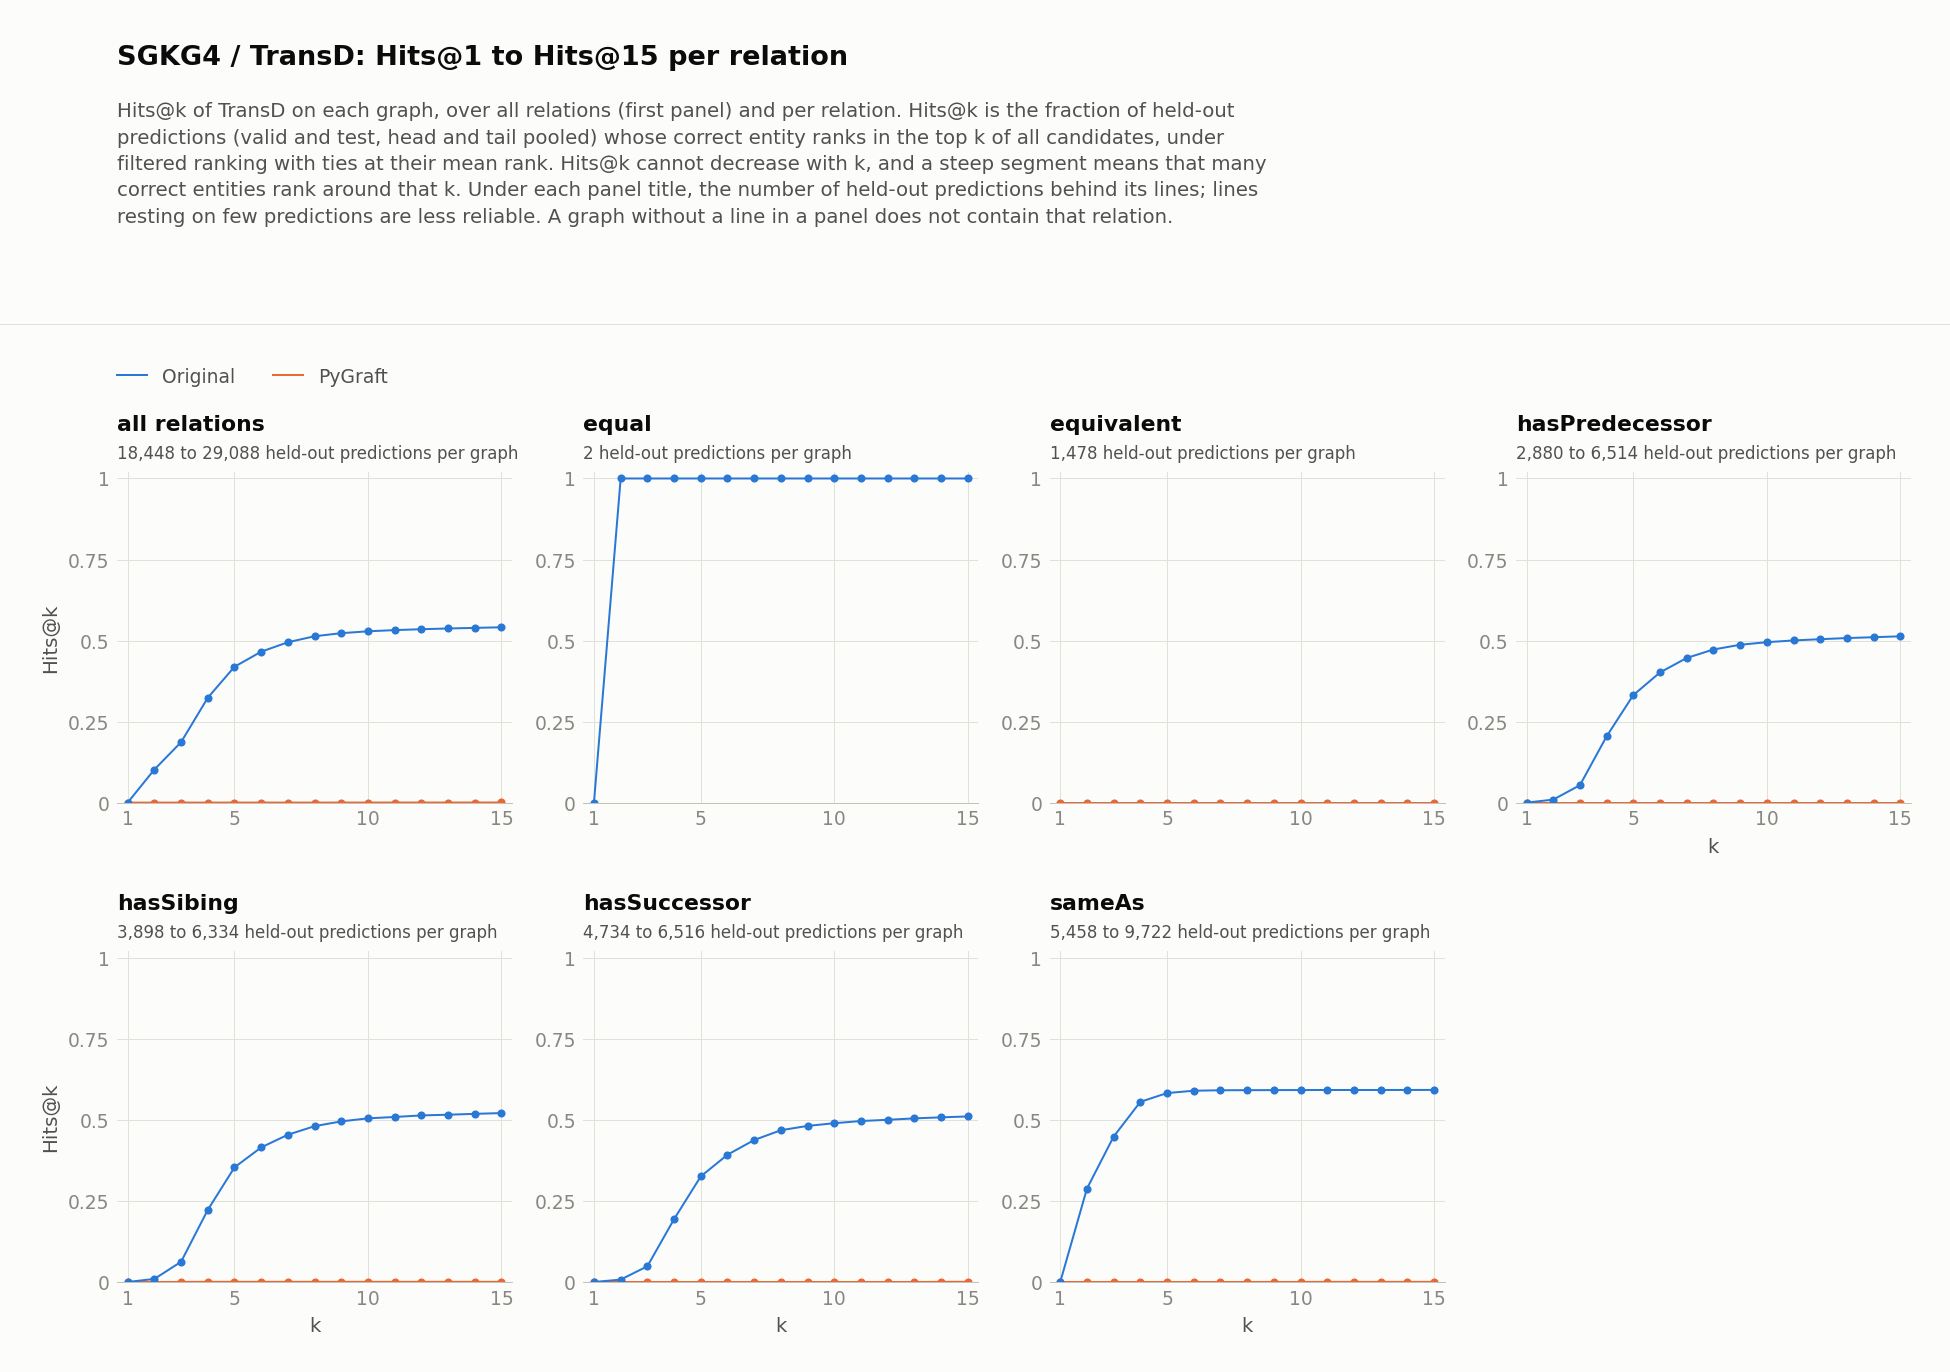 SGKG4 / TransD: Hits@1 to Hits@15 per relation
Hits@k of TransD on each graph, over all relations (first panel) and per relation. Hits@k is the fraction of held-out
predictions (valid and test, head and tail pooled) whose correct entity ranks in the top k of all candidates, under
filtered ranking with ties at their mean rank. Hits@k cannot decrease with k, and a steep segment means that many
correct entities rank around that k. Under each panel title, the number of held-out predictions behind its lines; lines
resting on few predictions are less reliable. A graph without a line in a panel does not contain that relation.
Original PyGraft
all relations
18,448 to 29,088 held-out predictions per graph
Hits@k
1
0.75
0.5
0.25
0
1 5 10 15
equal
2 held-out predictions per graph
1
0.75
0.5
0.25
0
1 5 10 15
equivalent
1,478 held-out predictions per graph
1
0.75
0.5
0.25
0
1 5 10 15
hasPredecessor
2,880 to 6,514 held-out predictions per graph
1
0.75
0.5
0.25
0
1 5 10 15
k
hasSibing
3,898 to 6,334 held-out predictions per graph
Hits@k
1
0.75
0.5
0.25
0
1 5 10 15
k
hasSuccessor
4,734 to 6,516 held-out predictions per graph
1
0.75
0.5
0.25
0
1 5 10 15
k
sameAs
5,458 to 9,722 held-out predictions per graph
1
0.75
0.5
0.25
0
1 5 10 15
k